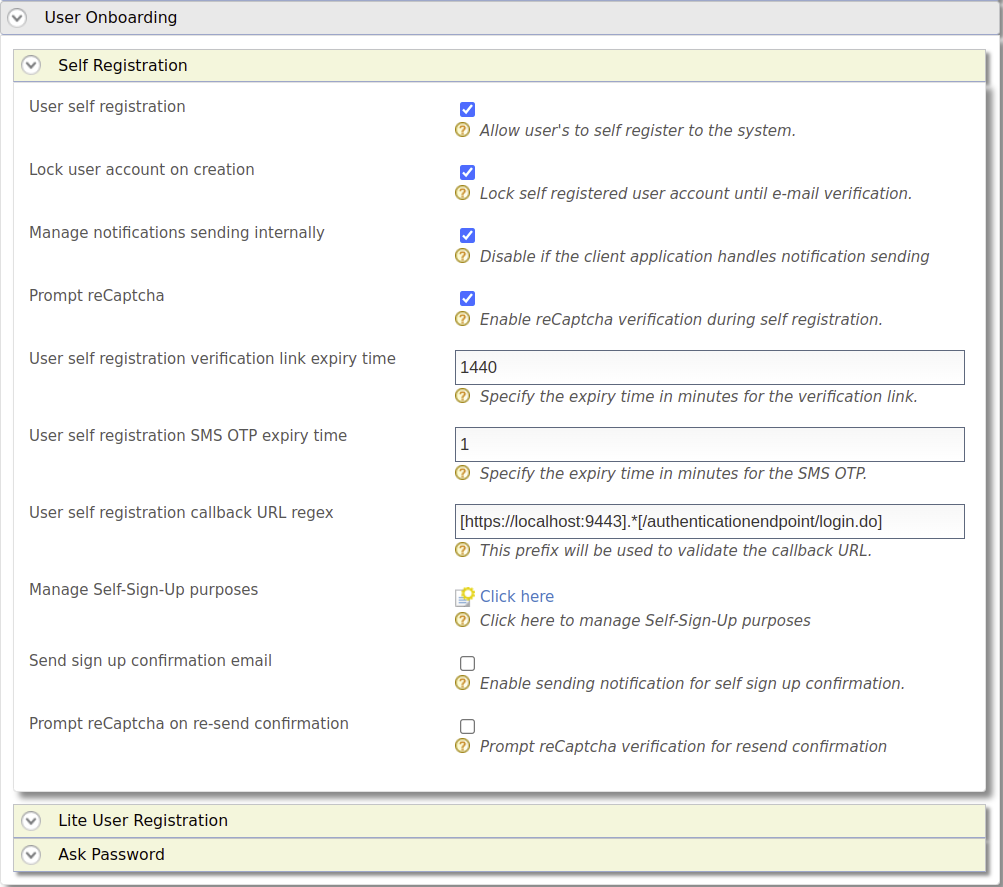 User Onboarding
Self Registration
User self registration
Allow user's to self register to the system.
Lock user account on creation
Lock self registered user account until e-mail verification.
Manage notifications sending internally
Disable if the client application handles notification sending
Prompt reCaptcha
Enable reCaptcha verification during self registration.
User self registration verification link expiry time
1440
Specify the expiry time in minutes for the verification link.
User self registration SMS OTP expiry time
1
Specify the expiry time in minutes for the SMS OTP.
User self registration callback URL regex
[https://localhost:9443].*[/authenticationendpoint/login.do]
This prefix will be used to validate the callback URL.
Manage Self-Sign-Up purposes
Click here
Click here to manage Self-Sign-Up purposes
Send sign up confirmation email
Enable sending notification for self sign up confirmation.
Prompt reCaptcha on re-send confirmation
Prompt reCaptcha verification for resend confirmation
Lite User Registration
Ask Password